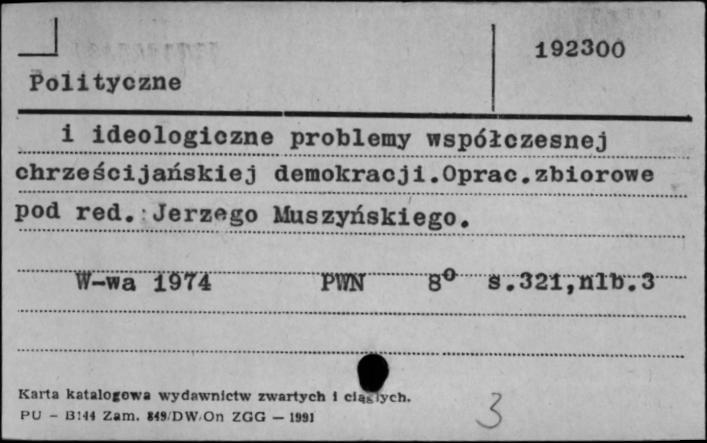 192300
Polityczne
i ideologiczne problemy współczesnej
chrześcijańskiej demokracji.Oprac.zbiorowe
pod red. Jerzego Muszyńskiego.
W-wa 1974 PWN 8° s.321,nlb.3
Karta katalogowa wydawnictw zwartych i ciągłych.
PU – B144 Zam. 849/DW/On ZGG — 1991
3